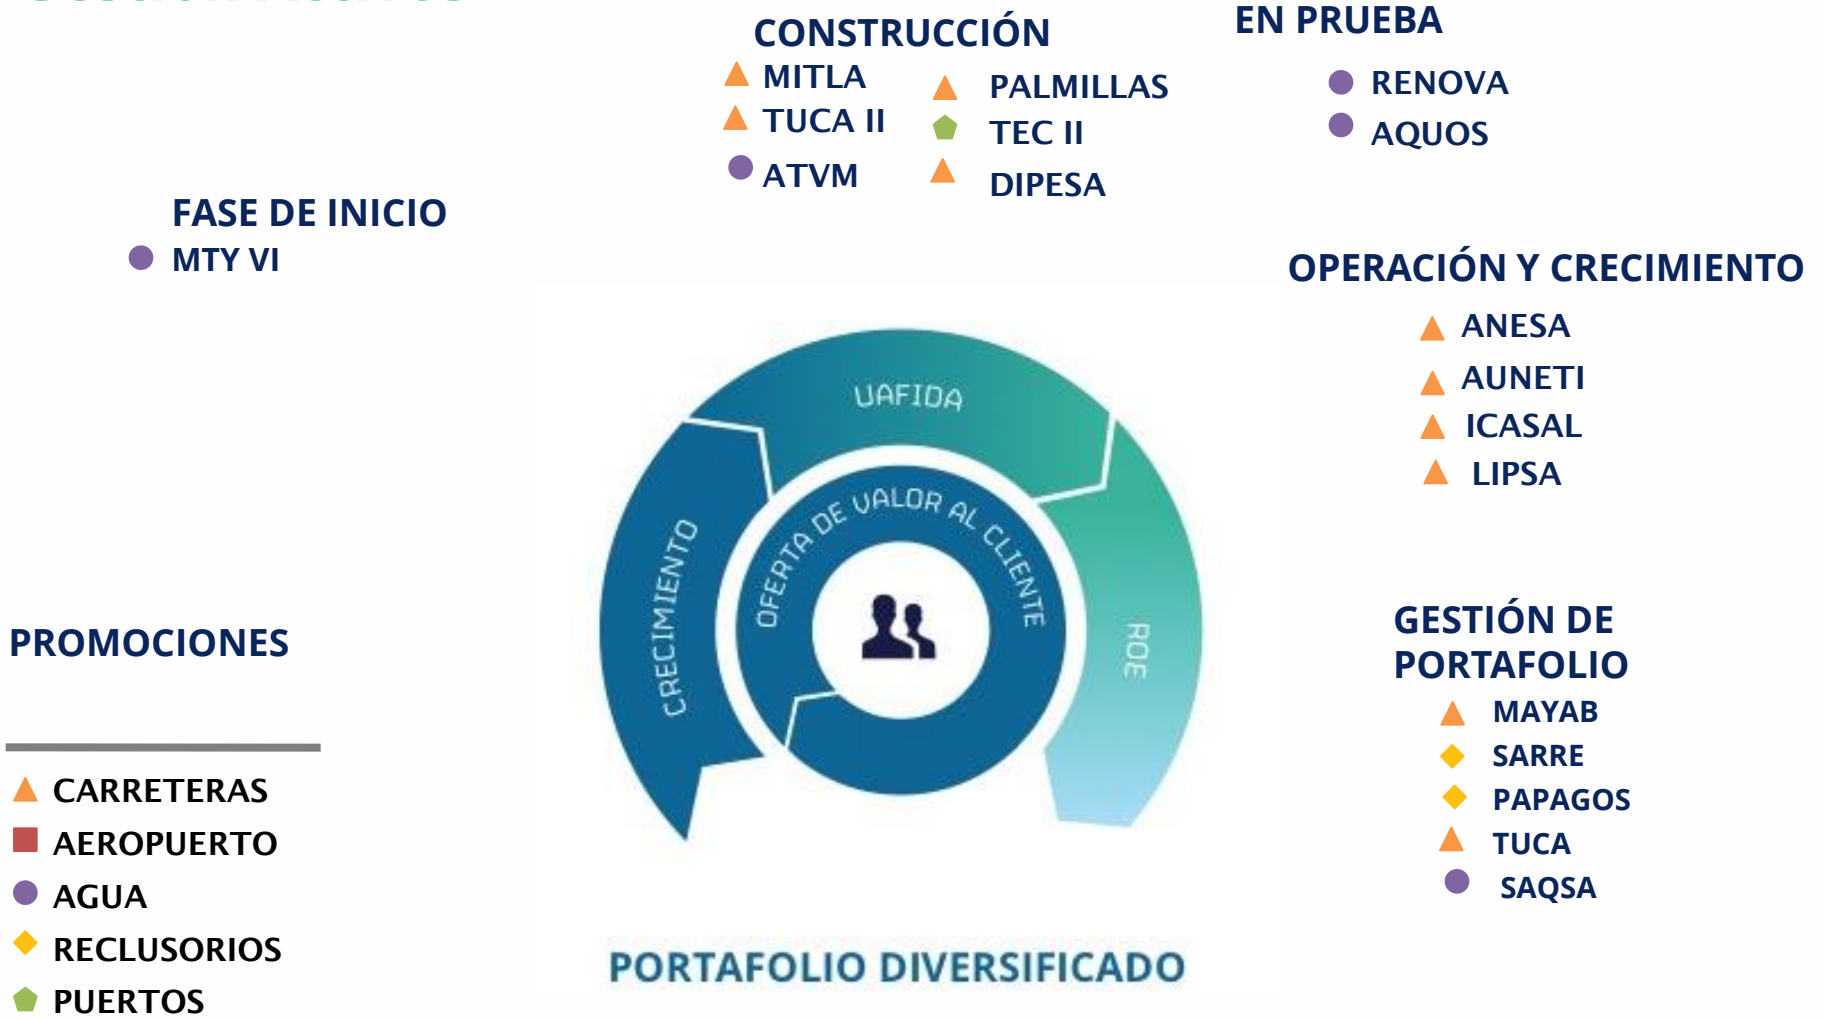 CONSTRUCCIÓN
MITLA
TUCA II
ATVM
PALMILLAS
TEC II
DIPESA
EN PRUEBA
RENOVA
AQUOS
FASE DE INICIO
MTY VI
OPERACIÓN Y CRECIMIENTO
ANESA
AUNETI
ICASAL
LIPSA
UAFIDA
CRECIMIENTO
OFERTA DE VALOR AL CLIENTE
ROE
GESTIÓN DE
PORTAFOLIO
MAYAB
SARRE
PAPAGOS
TUCA
SAQSA
PROMOCIONES
CARRETERAS
AEROPUERTO
AGUA
RECLUSORIOS
PUERTOS
PORTAFOLIO DIVERSIFICADO